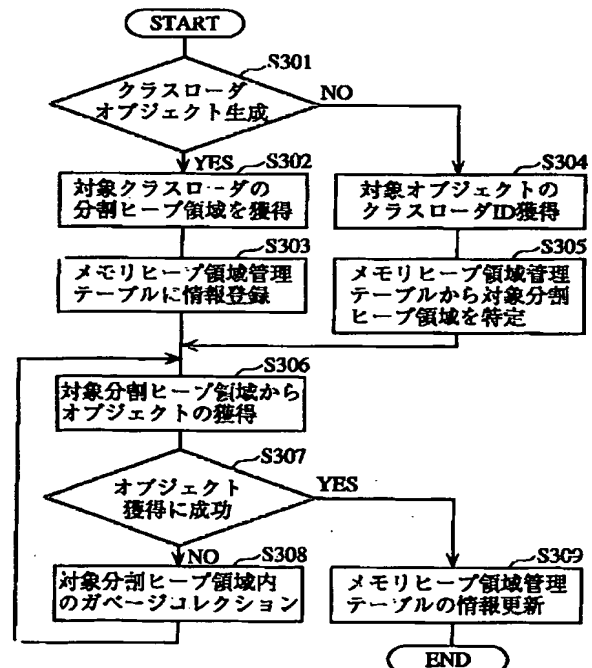 START
S301
クラスローダ
オブジェクト生成
NO
YES
S302
対象クラスローダの
分割ヒープ領域を獲得
S304
対象オブジェクトの
クラスローダID獲得
S303
メモリヒープ領域管理
テーブルに情報登録
S305
メモリヒープ領域管理
テーブルから対象分割
ヒープ領域を特定
S306
対象分割ヒープ領域から
オブジェクトの獲得
S307
オブジェクト
獲得に成功
YES
NO
S308
対象分割ヒープ領域内
のガベージコレクション
S309
メモリヒープ領域管理
テーブルの情報更新
END